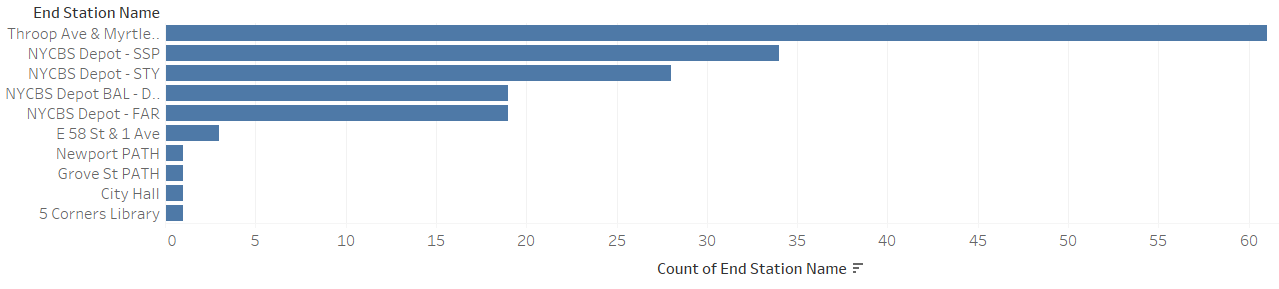 End Station Name
Throop Ave & Myrtle..
NYCBS Depot - SSP
NYCBS Depot - STY
NYCBS Depot BAL - D..
NYCBS Depot - FAR
E 58 St & 1 Ave
Newport PATH
Grove St PATH
City Hall
5 Corners Library
0 5 10 15 20 25 30 35 40 45 50 55 60
Count of End Station Name